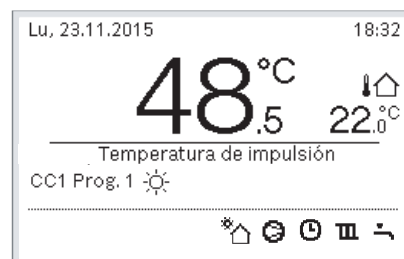 Lu, 23.11.2015 18:32
48.5 °C
22.0°C
Temperatura de impulsión
CC1 Prog. 1